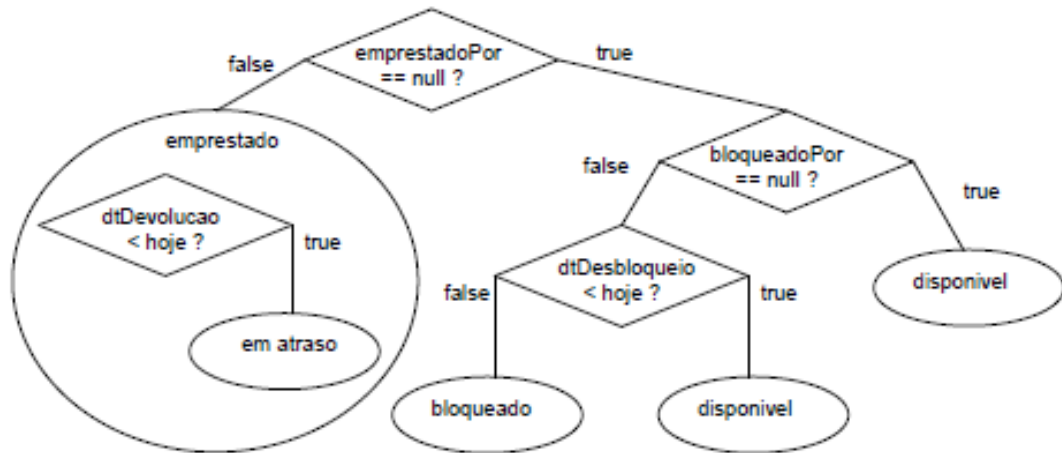 emprestadoPor
== null ?
false
true
emprestado
bloqueadoPor
== null ?
false
true
dtDevolucao
< hoje ?
true
dtDesbloqueio
< hoje ?
false
true
disponivel
em atraso
bloqueado
disponivel